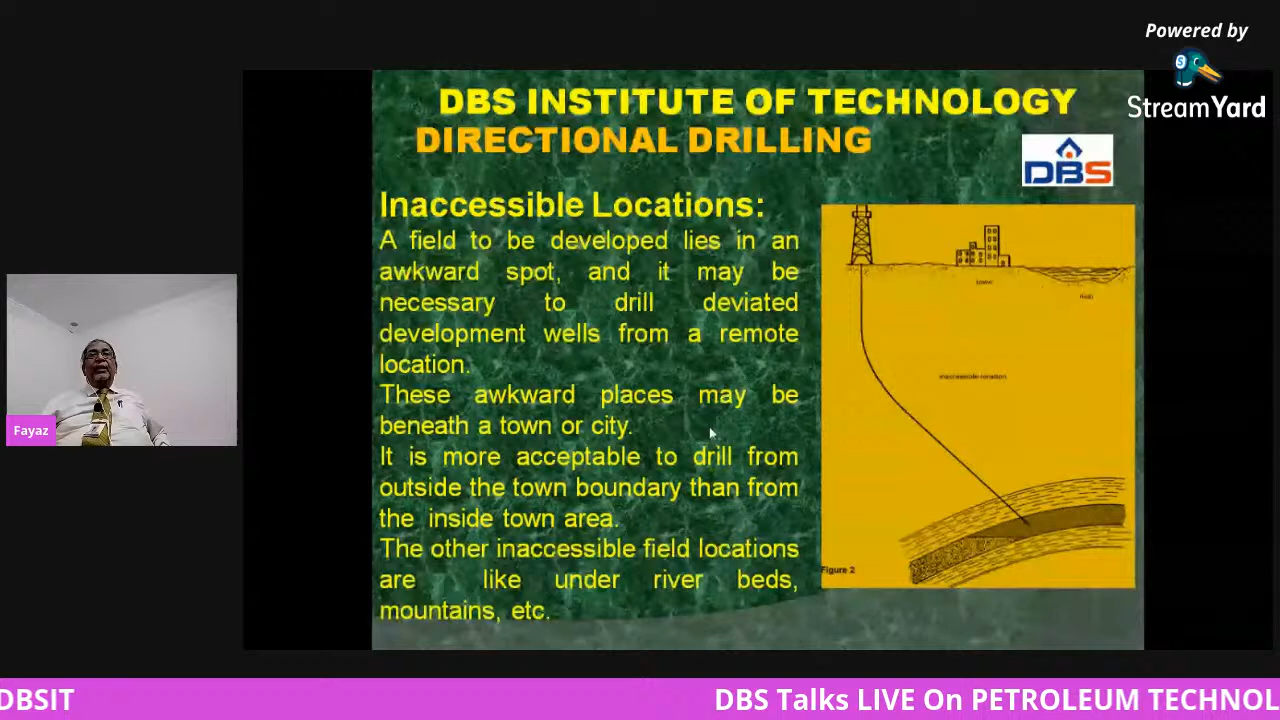 Powered by
StreamYard
DBS INSTITUTE OF TECHNOLOGY
DIRECTIONAL DRILLING
DBS
Inaccessible Locations:
A field to be developed lies in an
awkward spot, and it may be
necessary to drill deviated
development wells from a remote
location.
These awkward places may be
beneath a town or city.
It is more acceptable to drill from
outside the town boundary than from
the inside town area.
The other inaccessible field locations
are like under river beds,
mountains, etc.
town
inaccessible location
Figure 2
Fayaz
DBSIT
DBS Talks LIVE On PETROLEUM TECHNOL